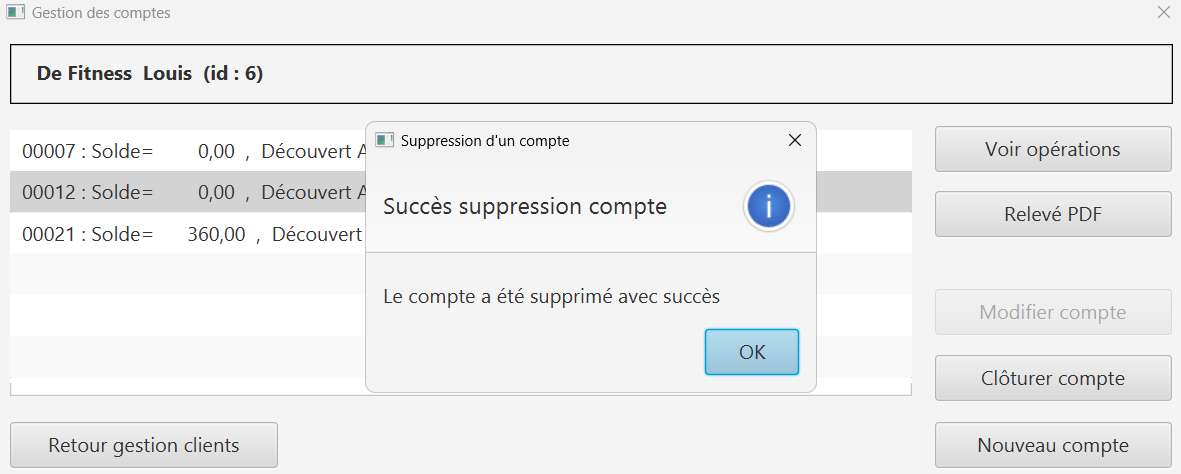 Gestion des comptes
De Fitness Louis (id : 6)
00007 : Solde= 0,00 , Découvert A
00012 : Solde= 0,00 , Découvert A
00021 : Solde= 360,00 , Découvert
Suppression d'un compte
Succès suppression compte
Le compte a été supprimé avec succès
OK
Voir opérations
Relevé PDF
Modifier compte
Clôturer compte
Retour gestion clients
Nouveau compte